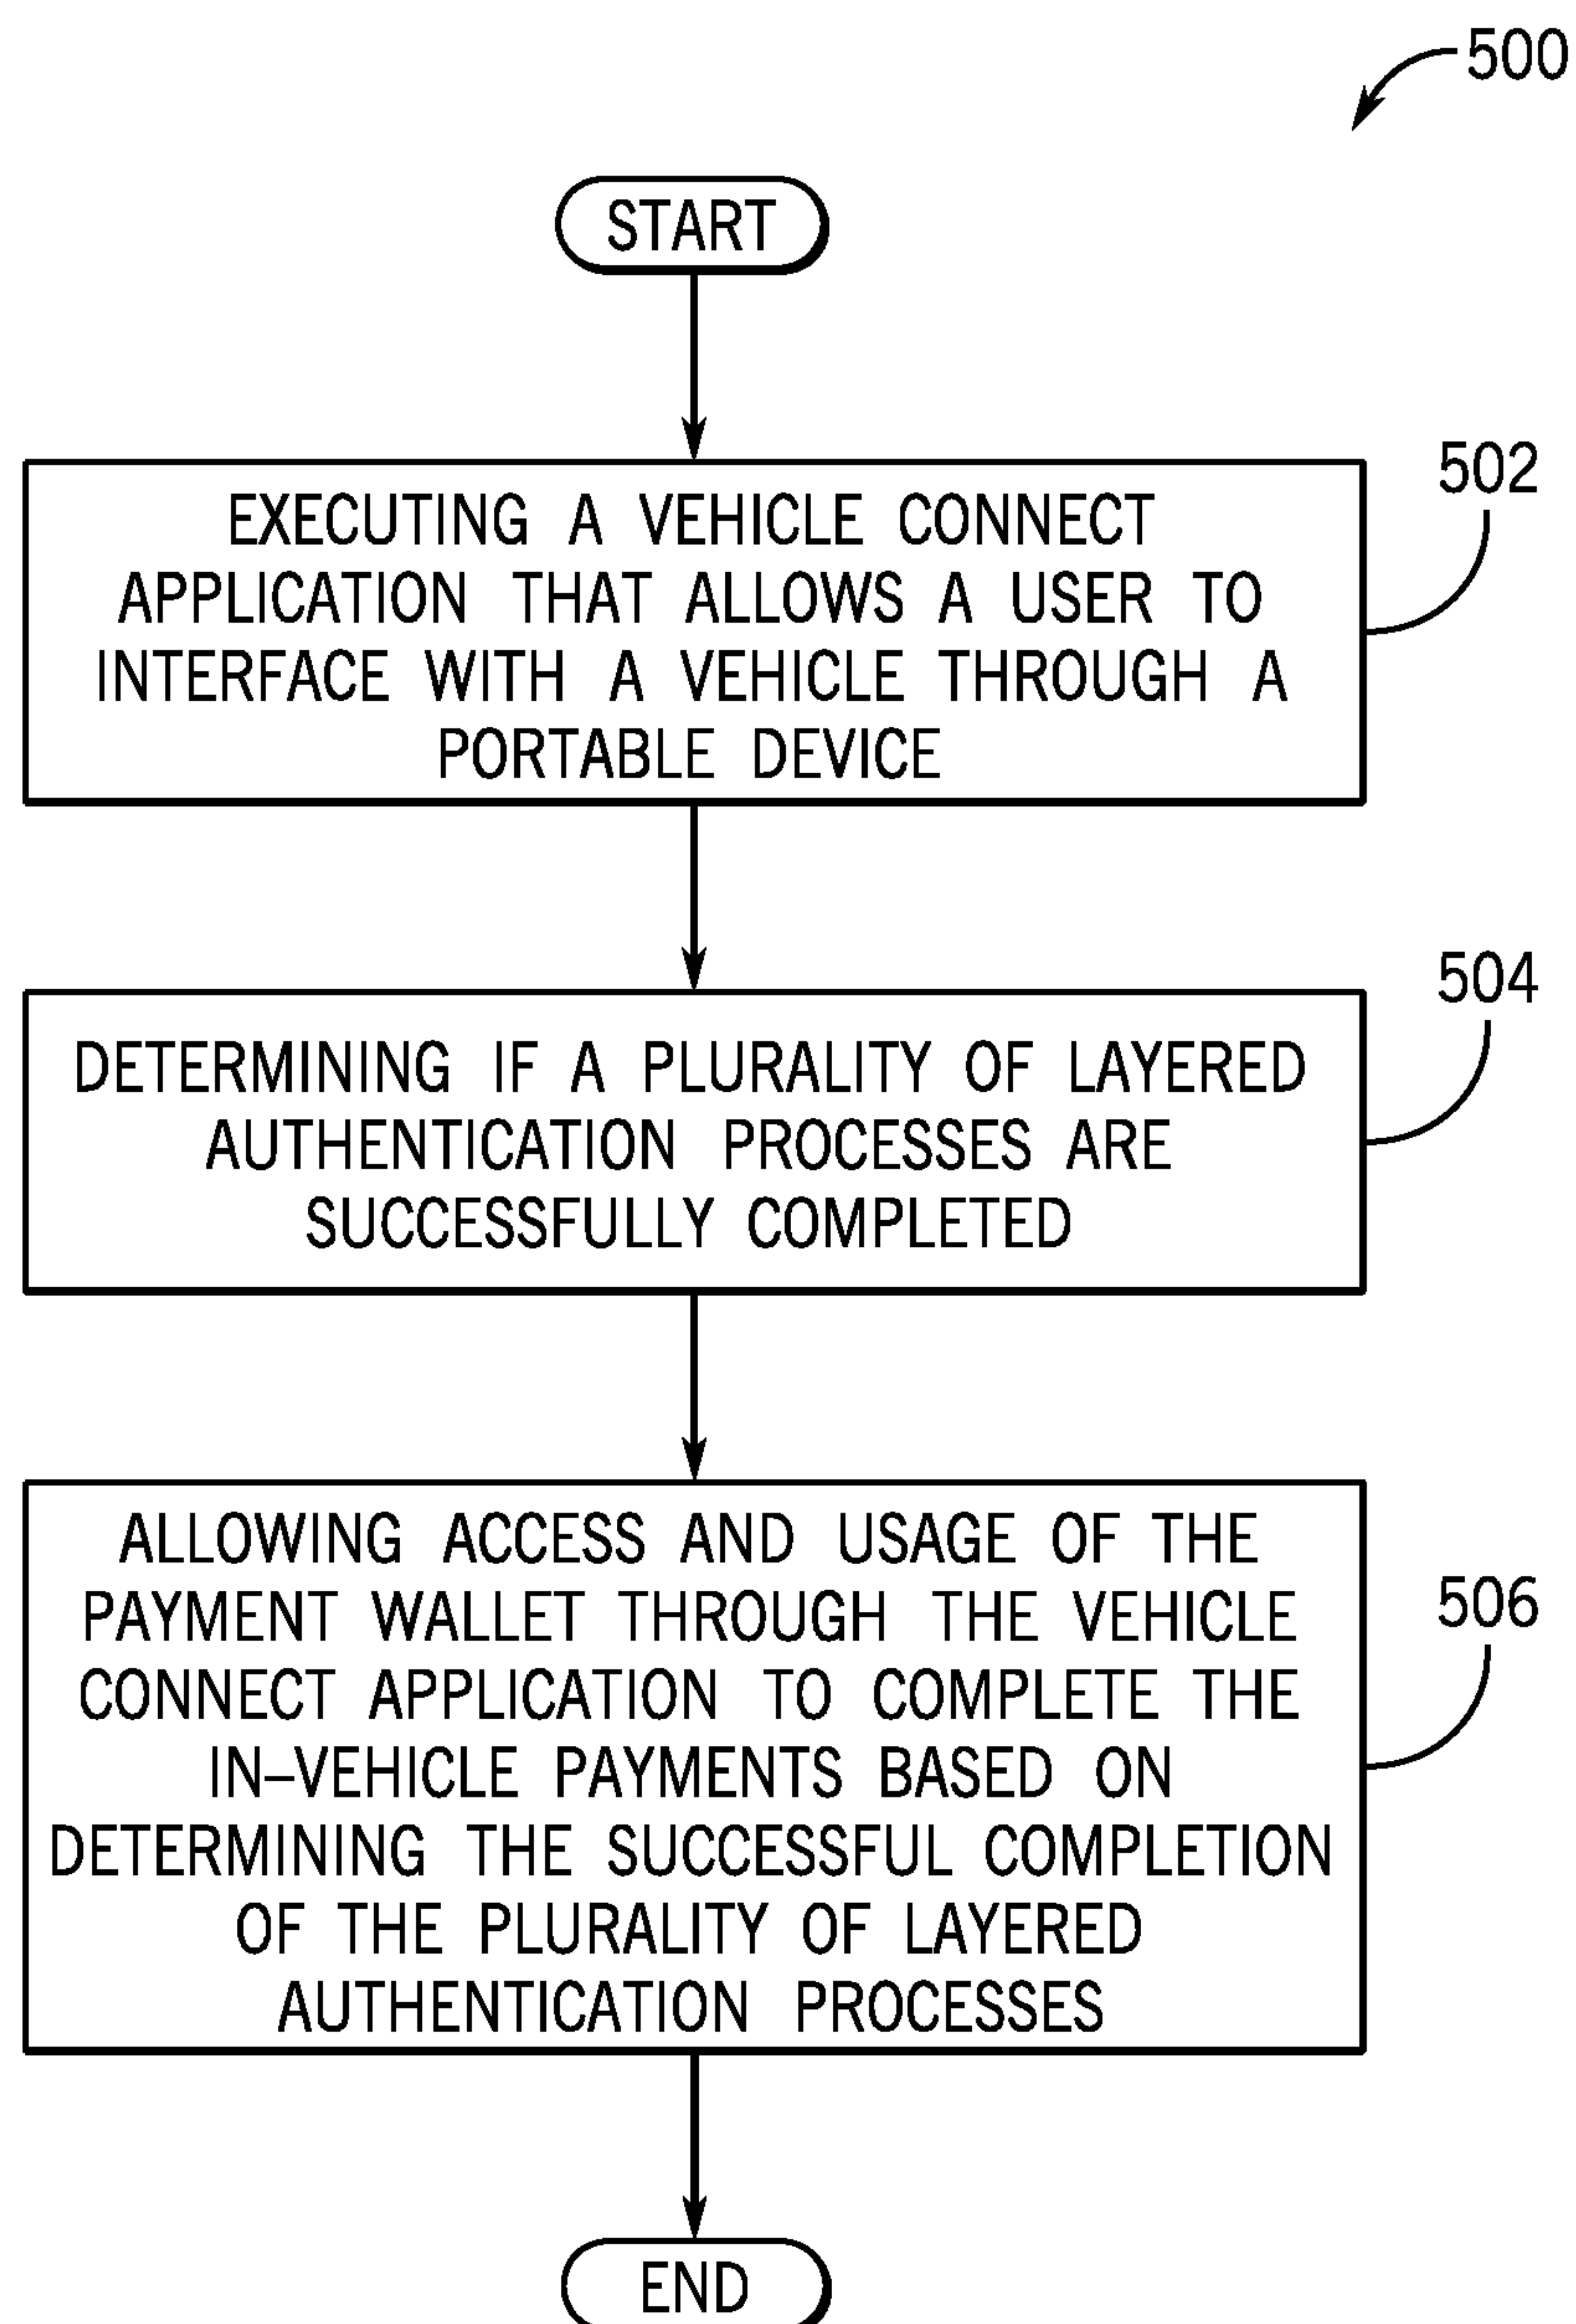 500
START
502
EXECUTING A VEHICLE CONNECT
APPLICATION THAT ALLOWS A USER TO
INTERFACE WITH A VEHICLE THROUGH A
PORTABLE DEVICE
504
DETERMINING IF A PLURALITY OF LAYERED
AUTHENTICATION PROCESSES ARE
SUCCESSFULLY COMPLETED
506
ALLOWING ACCESS AND USAGE OF THE
PAYMENT WALLET THROUGH THE VEHICLE
CONNECT APPLICATION TO COMPLETE THE
IN–VEHICLE PAYMENTS BASED ON
DETERMINING THE SUCCESSFUL COMPLETION
OF THE PLURALITY OF LAYERED
AUTHENTICATION PROCESSES
END